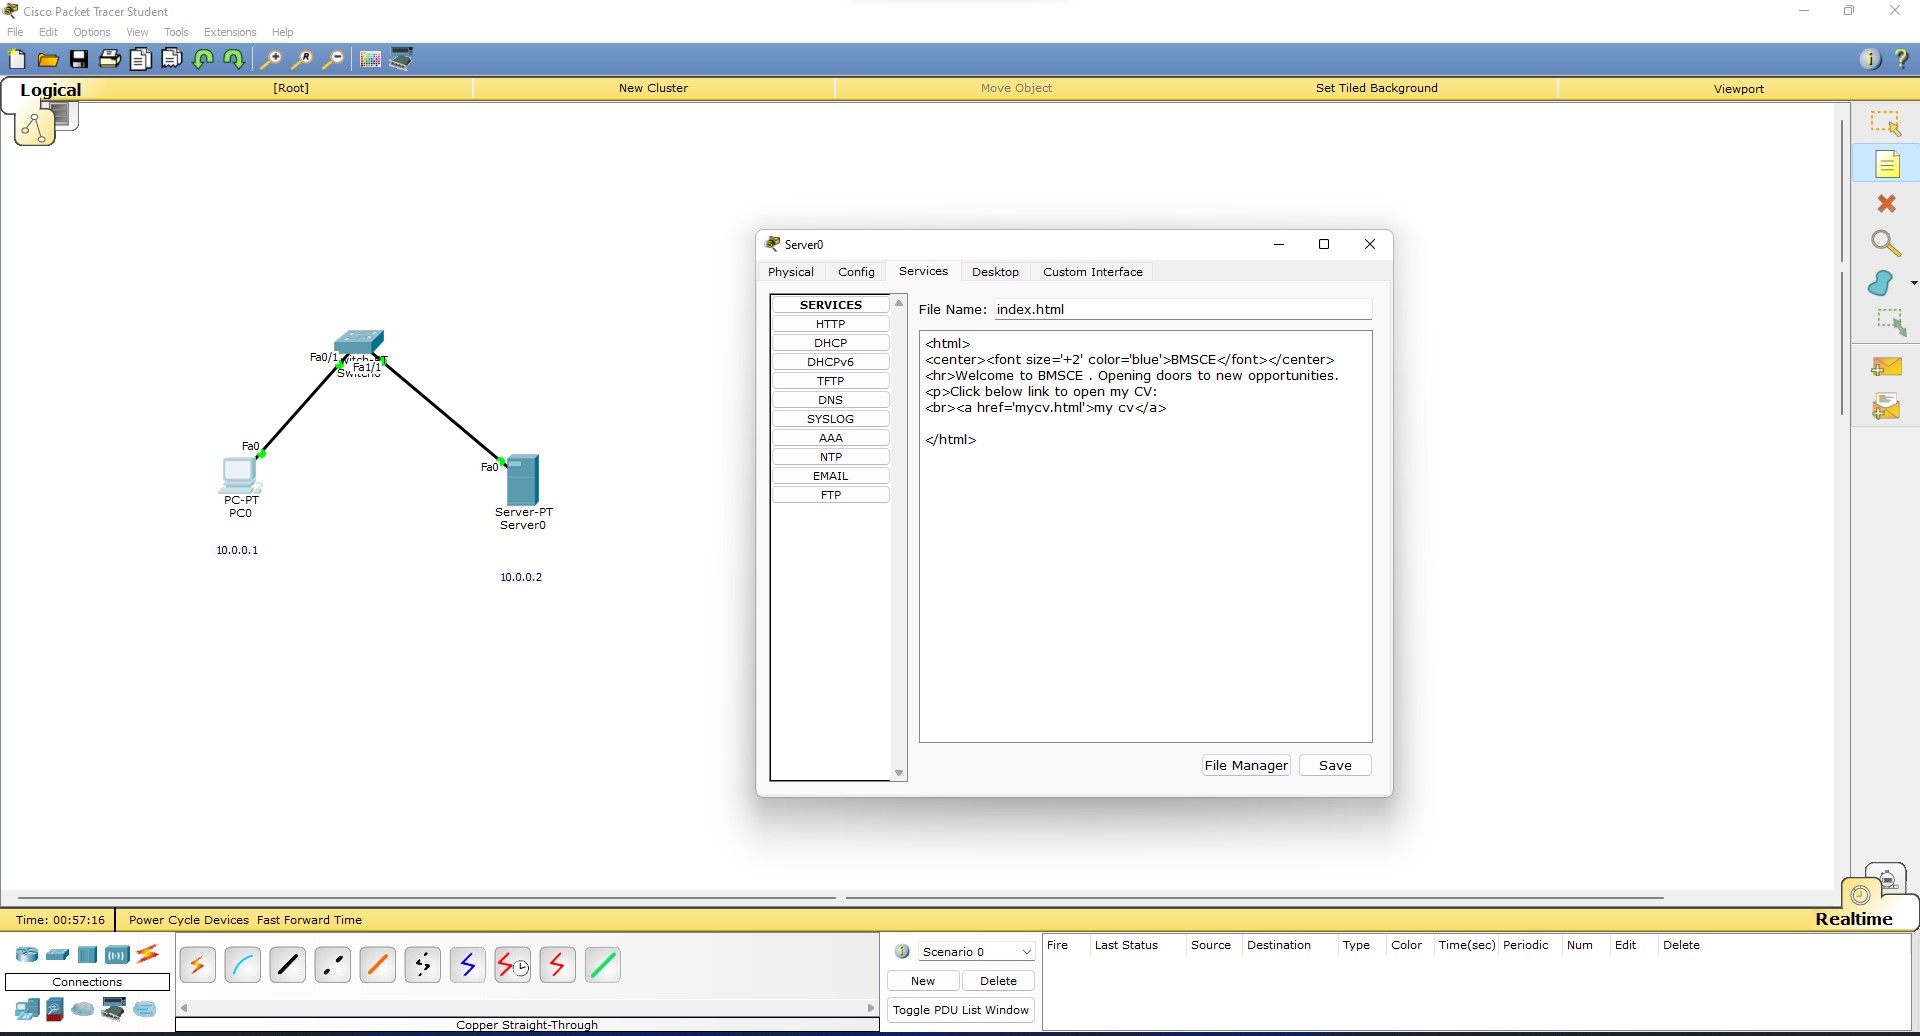 Cisco Packet Tracer Student
File Edit Options View Tools Extensions Help
Logical [Root] New Cluster Move Object Set Tiled Background Viewport
Server0
Physical Config Services Desktop Custom Interface
SERVICES
HTTP
DHCP
DHCPv6
TFTP
DNS
SYSLOG
AAA
NTP
EMAIL
FTP
File Name: index.html
<html>
<center><font size='+2' color='blue'>BMSCE</font></center>
<hr>Welcome to BMSCE . Opening doors to new opportunities.
<p>Click below link to open my CV:
<br><a href='mycv.html'>my cv</a>
</html>
File Manager Save
Fa0/1
Fa1/1
Fa0
PC-PT
PC0
10.0.0.1
Fa0
Server-PT
Server0
10.0.0.2
Time: 00:57:16 Power Cycle Devices Fast Forward Time Realtime
Connections
Copper Straight-Through
Scenario 0
New Delete
Toggle PDU List Window
Fire Last Status Source Destination Type Color Time(sec) Periodic Num Edit Delete